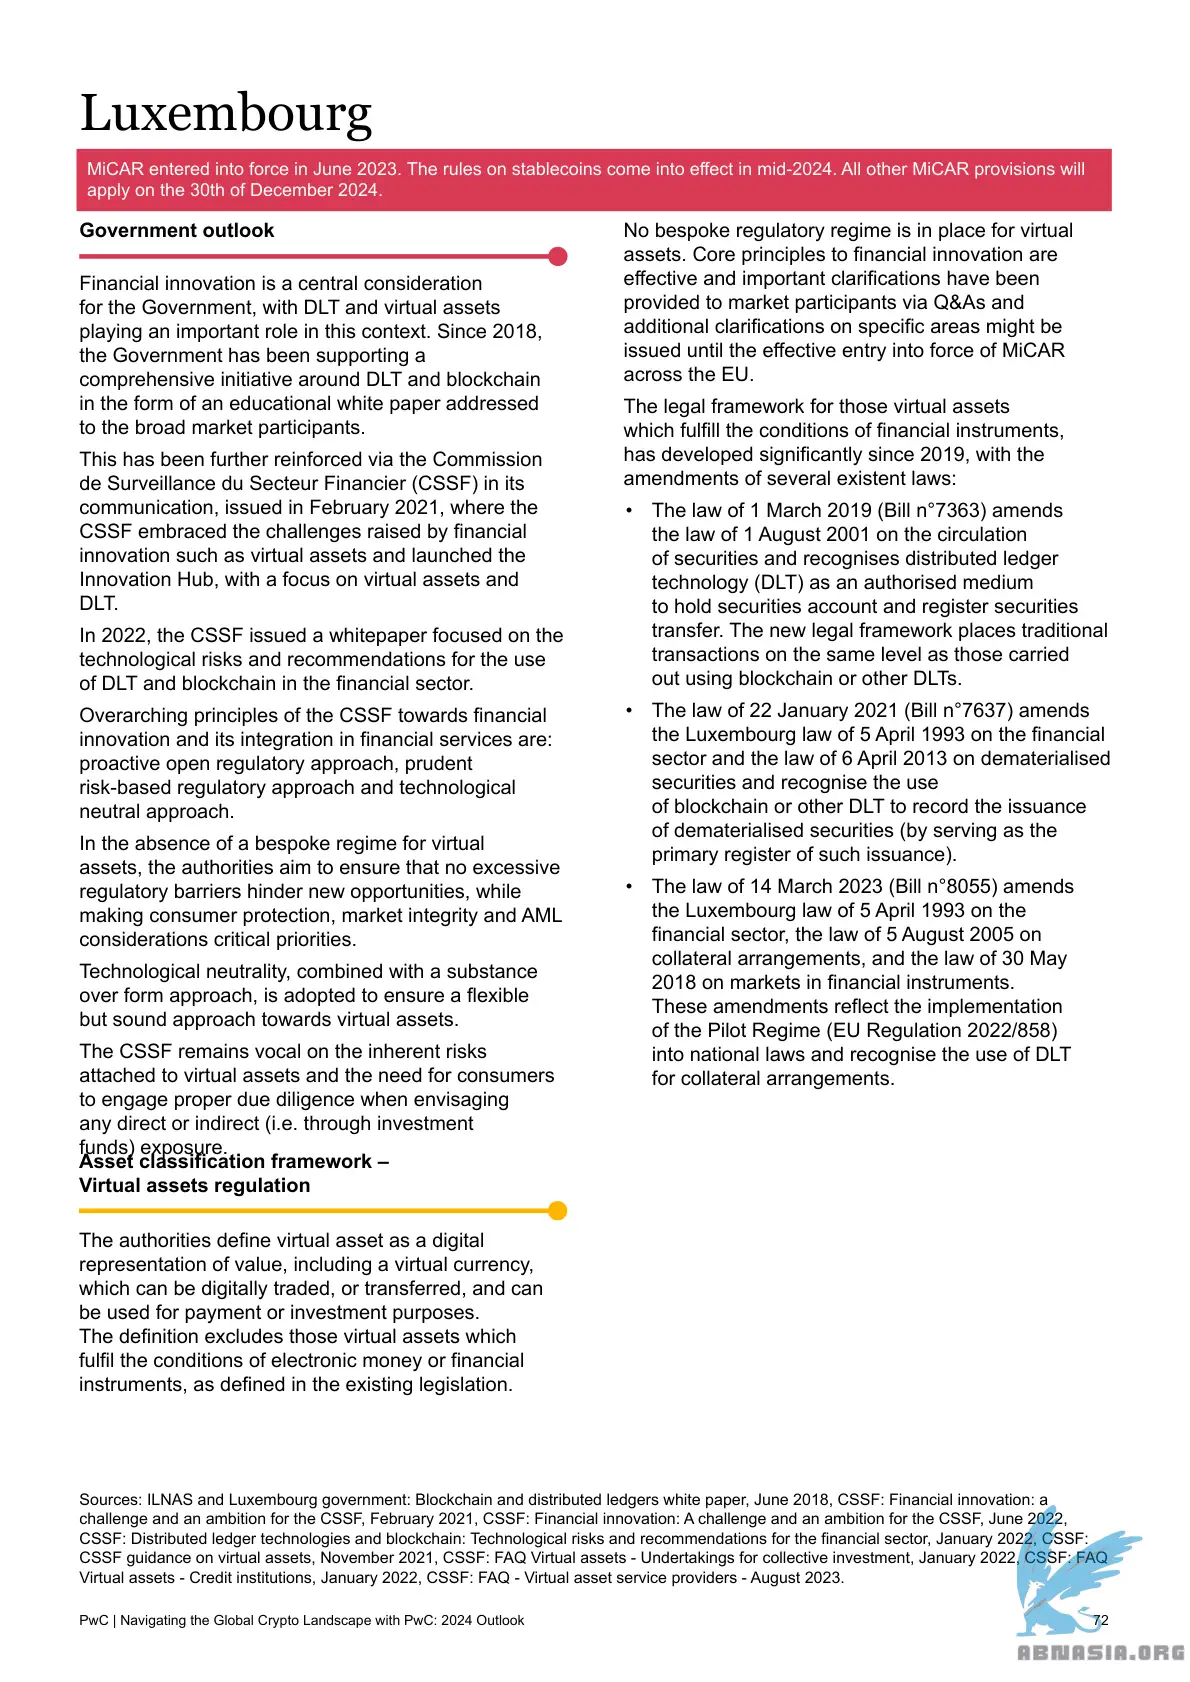 Luxembourg
MiCAR entered into force in June 2023. The rules on stablecoins come into effect in mid-2024. All other MiCAR provisions will
apply on the 30th of December 2024.
Government outlook
Financial innovation is a central consideration
for the Government, with DLT and virtual assets
playing an important role in this context. Since 2018,
the Government has been supporting a
comprehensive initiative around DLT and blockchain
in the form of an educational white paper addressed
to the broad market participants.
This has been further reinforced via the Commission
de Surveillance du Secteur Financier (CSSF) in its
communication, issued in February 2021, where the
CSSF embraced the challenges raised by financial
innovation such as virtual assets and launched the
Innovation Hub, with a focus on virtual assets and
DLT.
In 2022, the CSSF issued a whitepaper focused on the
technological risks and recommendations for the use
of DLT and blockchain in the financial sector.
Overarching principles of the CSSF towards financial
innovation and its integration in financial services are:
proactive open regulatory approach, prudent
risk-based regulatory approach and technological
neutral approach.
In the absence of a bespoke regime for virtual
assets, the authorities aim to ensure that no excessive
regulatory barriers hinder new opportunities, while
making consumer protection, market integrity and AML
considerations critical priorities.
Technological neutrality, combined with a substance
over form approach, is adopted to ensure a flexible
but sound approach towards virtual assets.
The CSSF remains vocal on the inherent risks
attached to virtual assets and the need for consumers
to engage proper due diligence when envisaging
any direct or indirect (i.e. through investment
funds) exposure.
Asset classification framework –
Virtual assets regulation
The authorities define virtual asset as a digital
representation of value, including a virtual currency,
which can be digitally traded, or transferred, and can
be used for payment or investment purposes.
The definition excludes those virtual assets which
fulfil the conditions of electronic money or financial
instruments, as defined in the existing legislation.
No bespoke regulatory regime is in place for virtual
assets. Core principles to financial innovation are
effective and important clarifications have been
provided to market participants via Q&As and
additional clarifications on specific areas might be
issued until the effective entry into force of MiCAR
across the EU.
The legal framework for those virtual assets
which fulfill the conditions of financial instruments,
has developed significantly since 2019, with the
amendments of several existent laws:
• The law of 1 March 2019 (Bill n°7363) amends
the law of 1 August 2001 on the circulation
of securities and recognises distributed ledger
technology (DLT) as an authorised medium
to hold securities account and register securities
transfer. The new legal framework places traditional
transactions on the same level as those carried
out using blockchain or other DLTs.
• The law of 22 January 2021 (Bill n°7637) amends
the Luxembourg law of 5 April 1993 on the financial
sector and the law of 6 April 2013 on dematerialised
securities and recognise the use
of blockchain or other DLT to record the issuance
of dematerialised securities (by serving as the
primary register of such issuance).
• The law of 14 March 2023 (Bill n°8055) amends
the Luxembourg law of 5 April 1993 on the
financial sector, the law of 5 August 2005 on
collateral arrangements, and the law of 30 May
2018 on markets in financial instruments.
These amendments reflect the implementation
of the Pilot Regime (EU Regulation 2022/858)
into national laws and recognise the use of DLT
for collateral arrangements.
Sources: ILNAS and Luxembourg government: Blockchain and distributed ledgers white paper, June 2018, CSSF: Financial innovation: a
challenge and an ambition for the CSSF, February 2021, CSSF: Financial innovation: A challenge and an ambition for the CSSF, June 2022,
CSSF: Distributed ledger technologies and blockchain: Technological risks and recommendations for the financial sector, January 2022, CSSF:
CSSF guidance on virtual assets, November 2021, CSSF: FAQ Virtual assets - Undertakings for collective investment, January 2022, CSSF: FAQ
Virtual assets - Credit institutions, January 2022, CSSF: FAQ - Virtual asset service providers - August 2023.
PwC | Navigating the Global Crypto Landscape with PwC: 2024 Outlook
72
ABNASIA.ORG